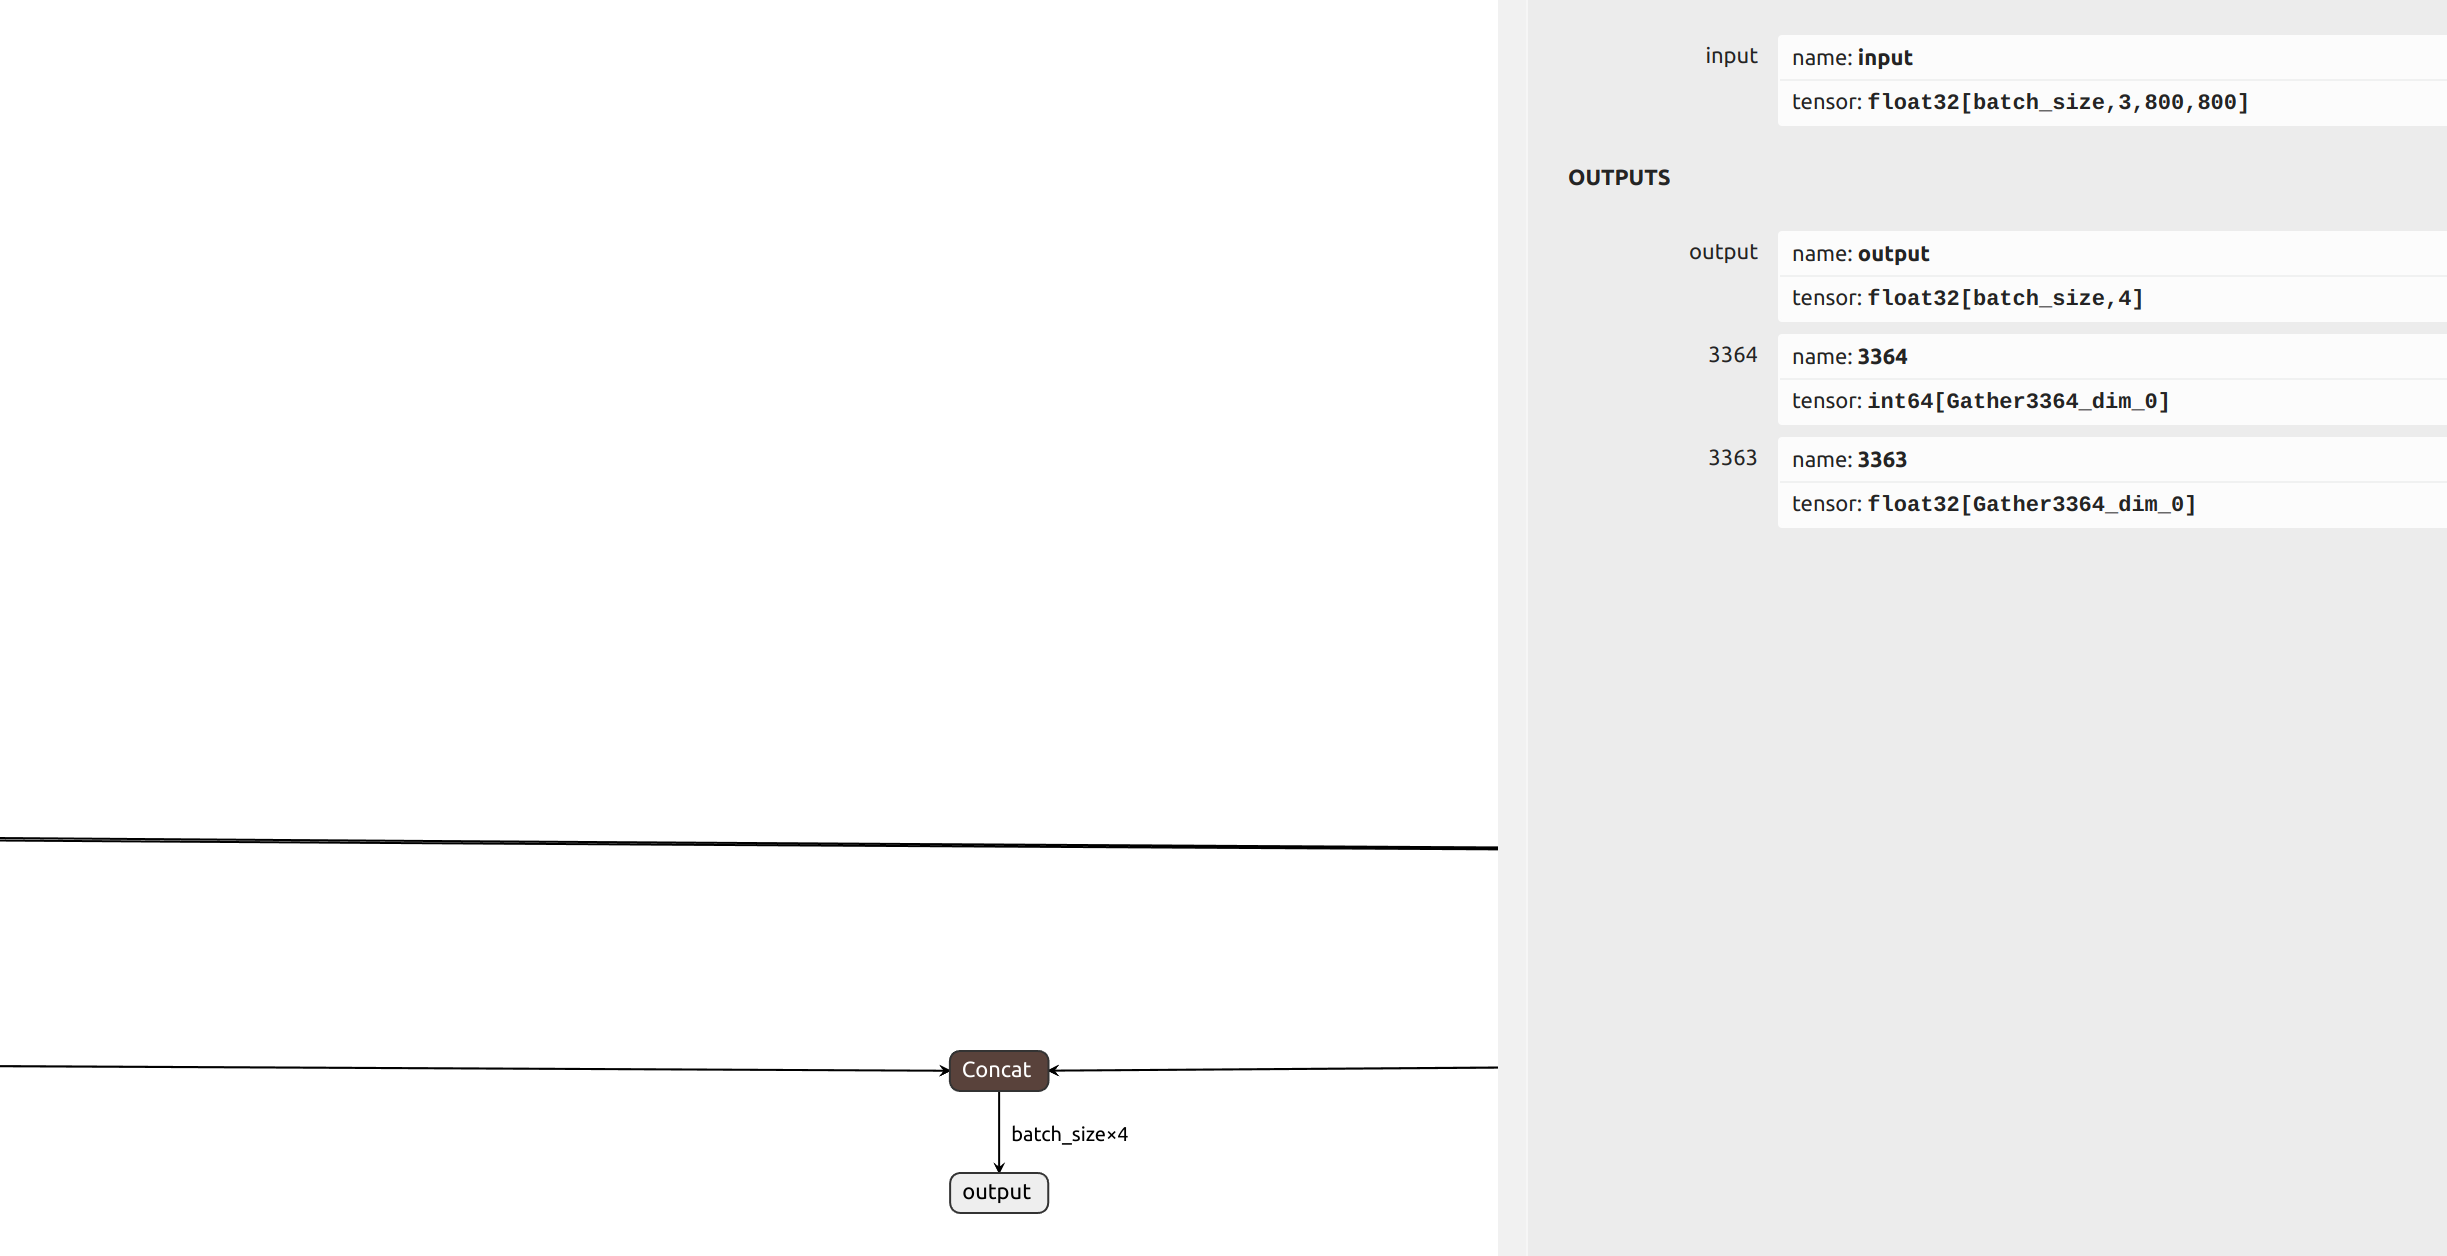 input
name: input
tensor: float32[batch_size,3,800,800]
OUTPUTS
output
name: output
tensor: float32[batch_size,4]
3364
name: 3364
tensor: int64[Gather3364_dim_0]
3363
name: 3363
tensor: float32[Gather3364_dim_0]
Concat
batch_size×4
output